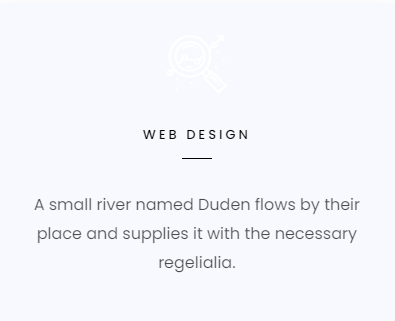 WEB DESIGN
A small river named Duden flows by their
place and supplies it with the necessary
regelialia.